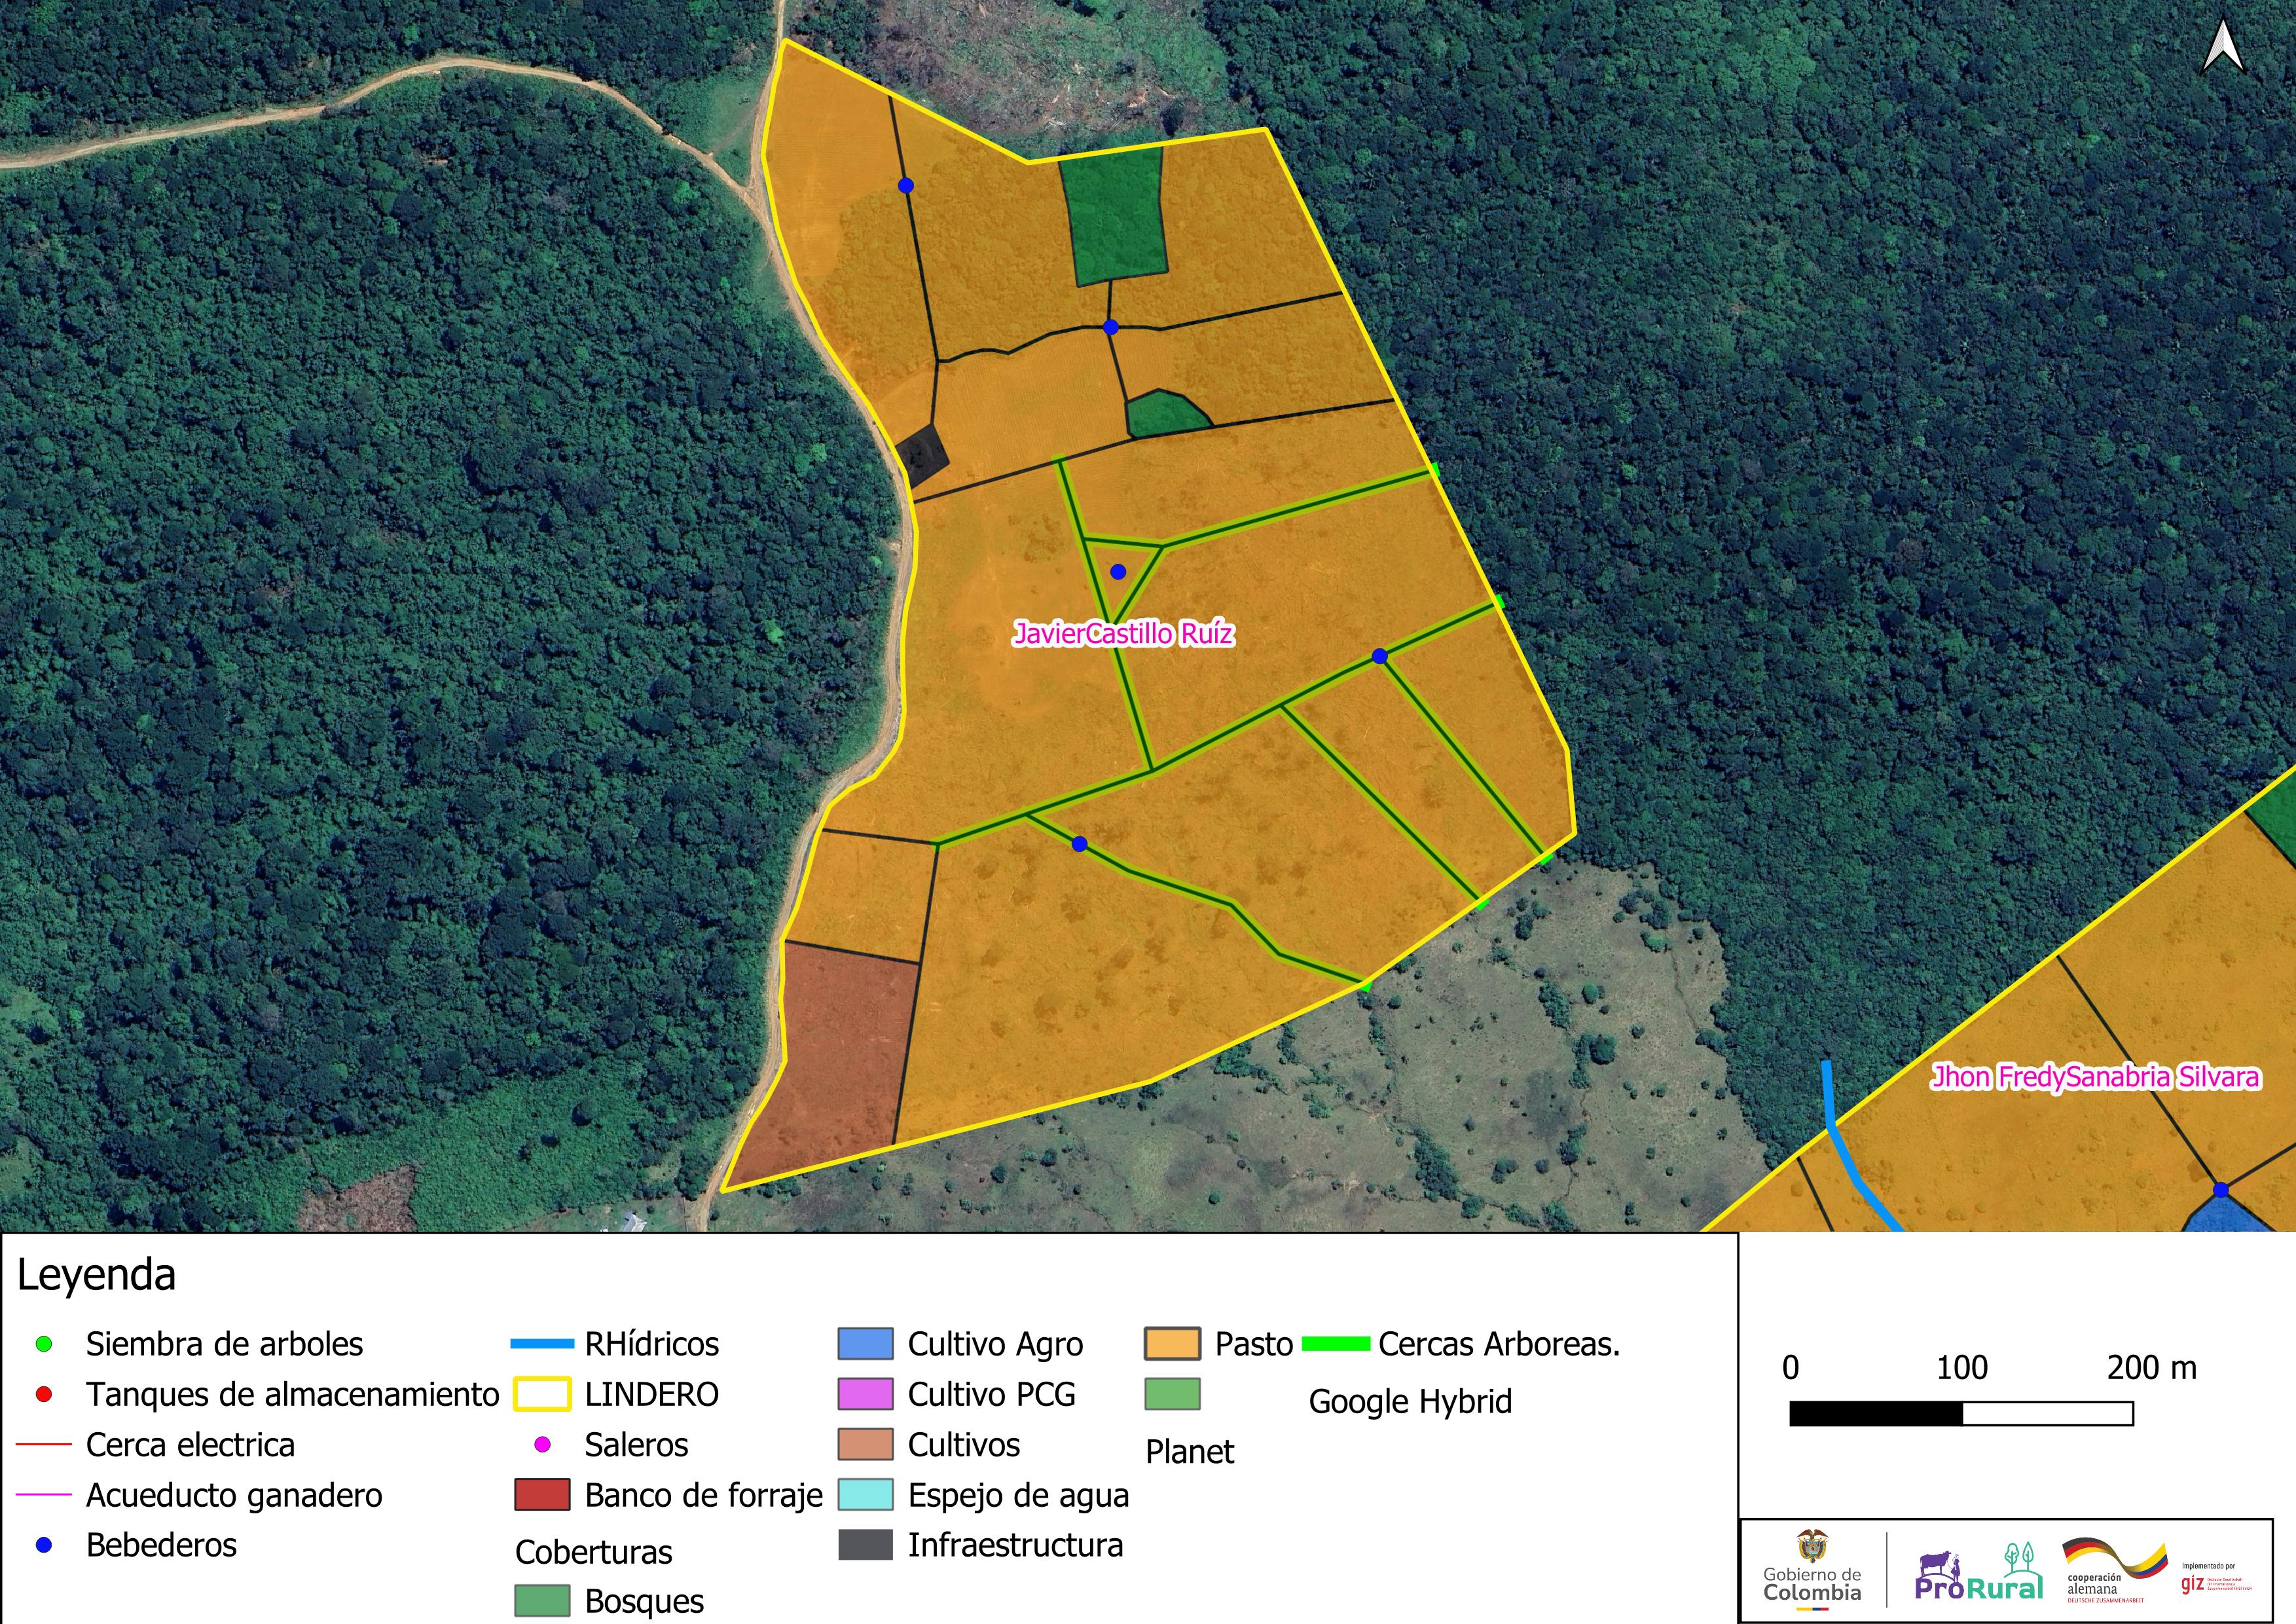 JavierCastillo Ruíz
Jhon FredySanabria Silvara
Leyenda
Siembra de arboles
Tanques de almacenamiento
Cerca electrica
Acueducto ganadero
Bebederos
RHídricos
LINDERO
Saleros
Banco de forraje
Coberturas
Bosques
Cultivo Agro
Cultivo PCG
Cultivos
Espejo de agua
Infraestructura
Pasto
Planet
Cercas Arboreas.
Google Hybrid
0 100 200 m
Gobierno de
Colombia
ProRural
cooperación
alemana
DEUTSCHE ZUSAMMENARBEIT
Implementado por
giz